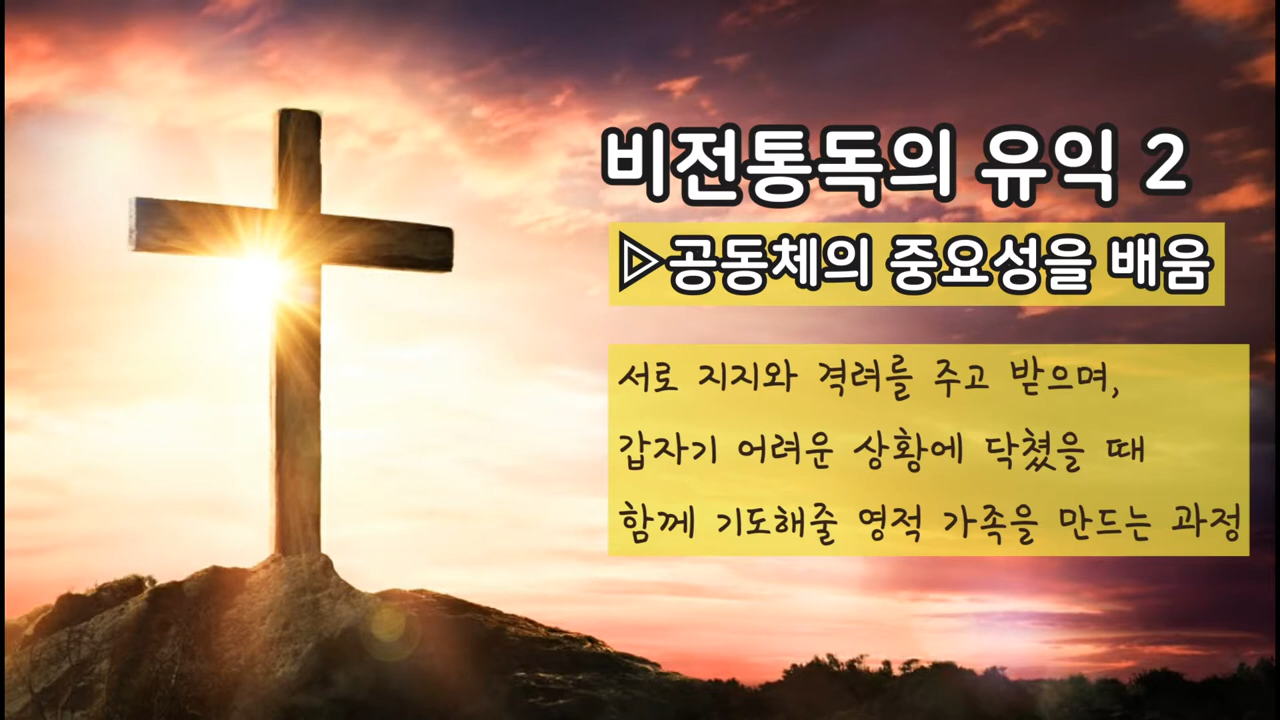 비전통독의 유익 2
▷공동체의 중요성을 배움
서로 지지와 격려를 주고 받으며,
갑자기 어려운 상황에 닥쳤을 때
함께 기도해줄 영적 가족을 만드는 과정